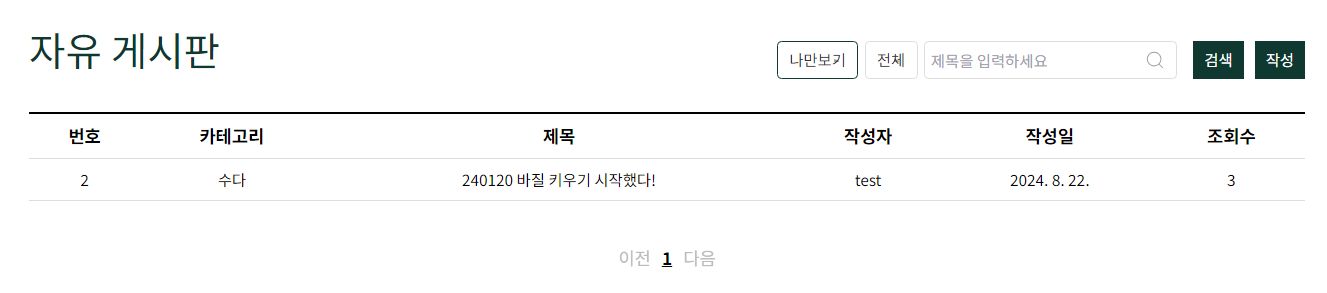 자유 게시판
나만보기 전체 제목을 입력하세요 검색 작성
번호 카테고리 제목 작성자 작성일 조회수
2 수다 240120 바질 키우기 시작했다! test 2024. 8. 22. 3
이전 1 다음